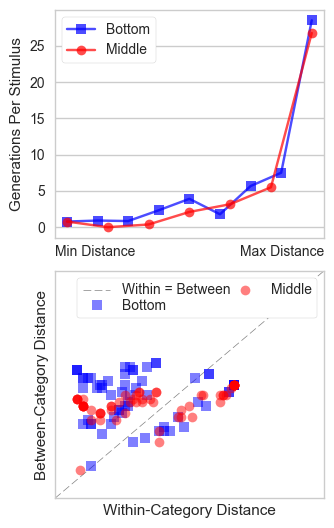 Generations Per Stimulus
25
20
15
10
5
0
Bottom
Middle
Min Distance
Max Distance
Between-Category Distance
Within = Between
Bottom
Middle
Within-Category Distance